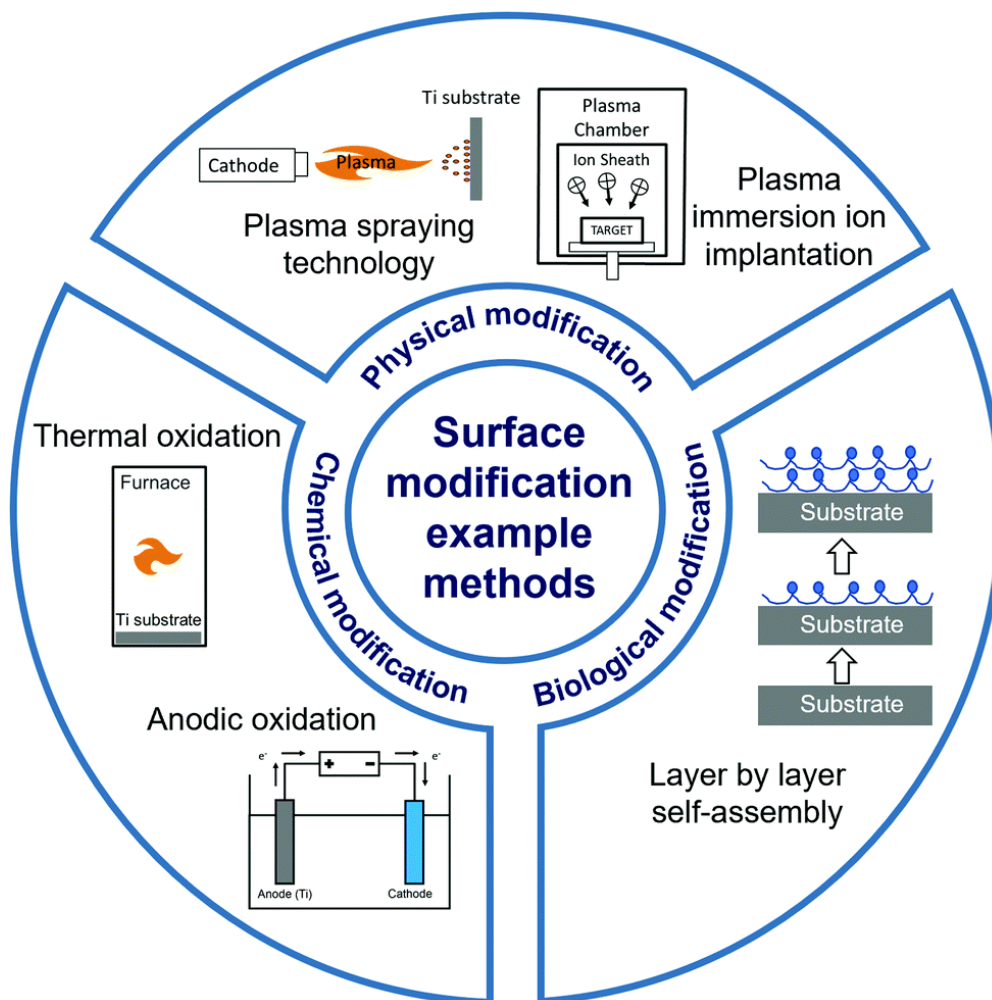 Surface
modification
example
methods
Physical modification
Ti substrate
Cathode
Plasma
Plasma spraying
technology
Plasma
Chamber
Ion Sheath
TARGET
Plasma
immersion ion
implantation
Chemical modification
Thermal oxidation
Furnace
Ti substrate
Anodic oxidation
e-
+
-
e-
Anode (Ti)
Cathode
Biological modification
Substrate
Substrate
Substrate
Layer by layer
self-assembly